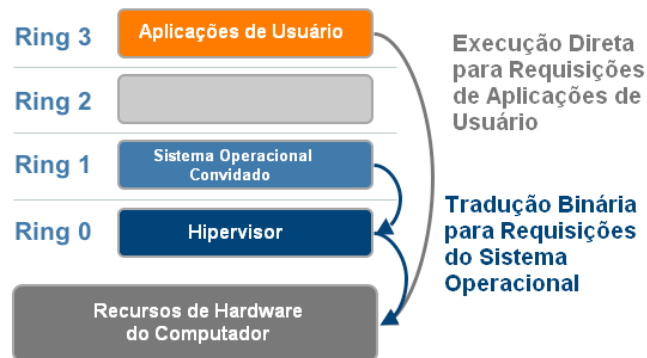 Ring 3
Aplicações de Usuário
Execução Direta
para Requisições
de Aplicações de
Usuário
Ring 2
Ring 1
Sistema Operacional
Convidado
Ring 0
Hipervisor
Tradução Binária
para Requisições
do Sistema
Operacional
Recursos de Hardware
do Computador